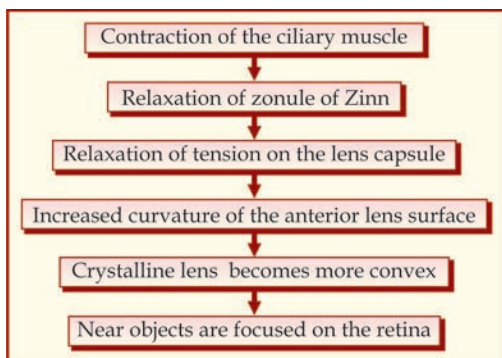 Contraction of the ciliary muscle
Relaxation of zonule of Zinn
Relaxation of tension on the lens capsule
Increased curvature of the anterior lens surface
Crystalline lens becomes more convex
Near objects are focused on the retina